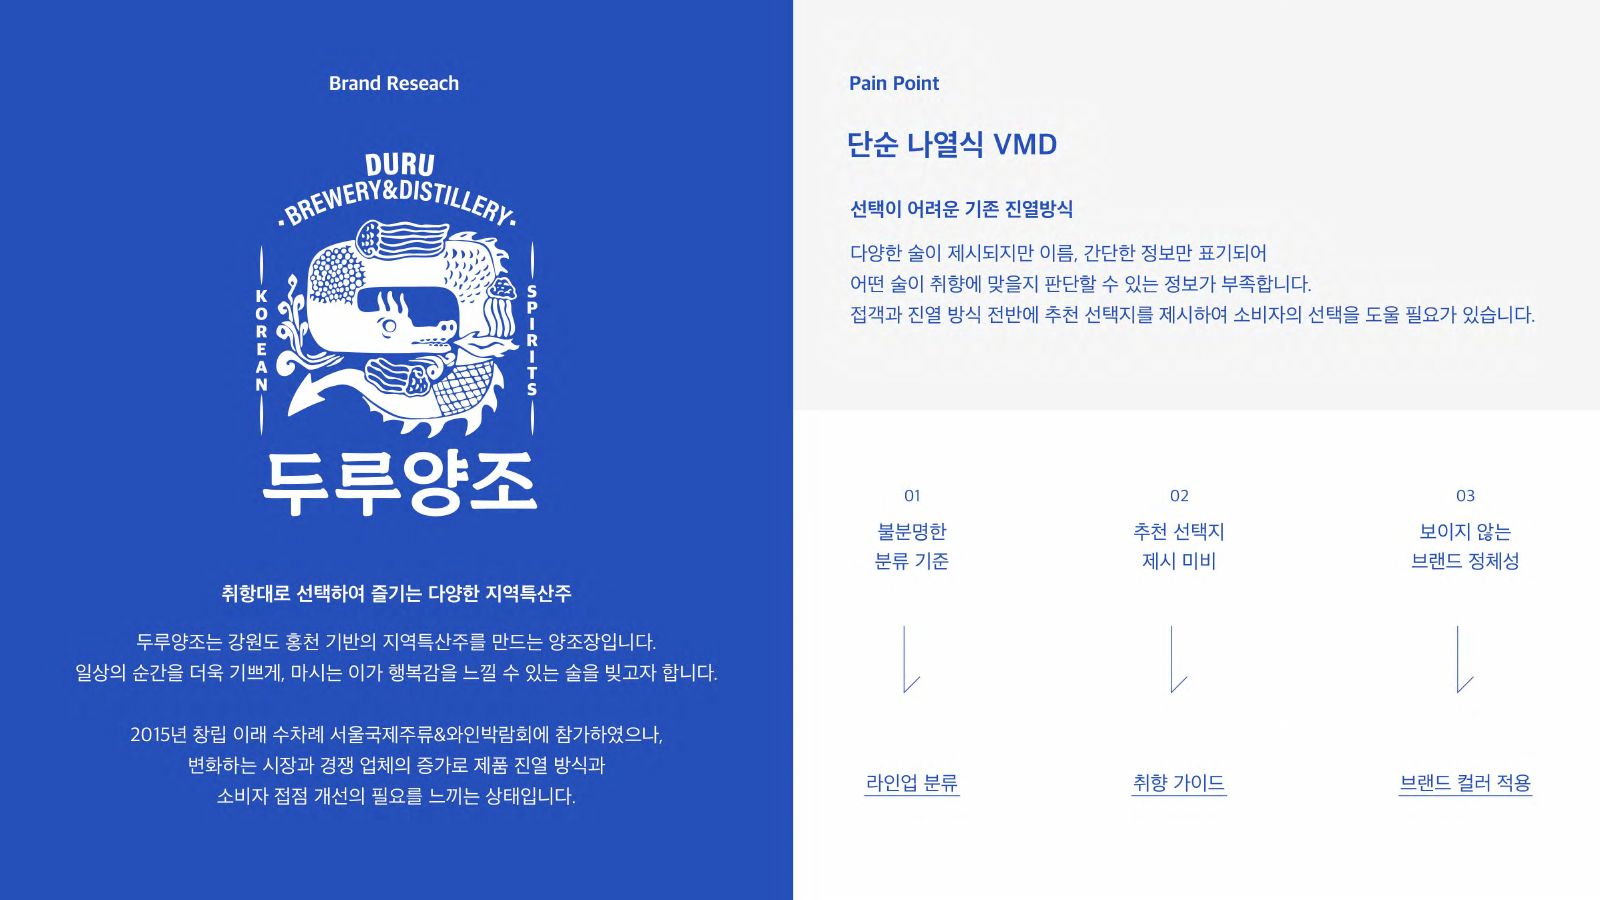 Brand Reseach
DURU
·BREWERY&DISTILLERY·
KOREAN
SPIRITS
두루양조
취향대로 선택하여 즐기는 다양한 지역특산주
두루양조는 강원도 홍천 기반의 지역특산주를 만드는 양조장입니다.
일상의 순간을 더욱 기쁘게, 마시는 이가 행복감을 느낄 수 있는 술을 빚고자 합니다.
2015년 창립 이래 수차례 서울국제주류&와인박람회에 참가하였으나,
변화하는 시장과 경쟁 업체의 증가로 제품 진열 방식과
소비자 접점 개선의 필요를 느끼는 상태입니다.
Pain Point
단순 나열식 VMD
선택이 어려운 기존 진열방식
다양한 술이 제시되지만 이름, 간단한 정보만 표기되어
어떤 술이 취향에 맞을지 판단할 수 있는 정보가 부족합니다.
접객과 진열 방식 전반에 추천 선택지를 제시하여 소비자의 선택을 도울 필요가 있습니다.
01
불분명한
분류 기준
라인업 분류
02
추천 선택지
제시 미비
취향 가이드
03
보이지 않는
브랜드 정체성
브랜드 컬러 적용